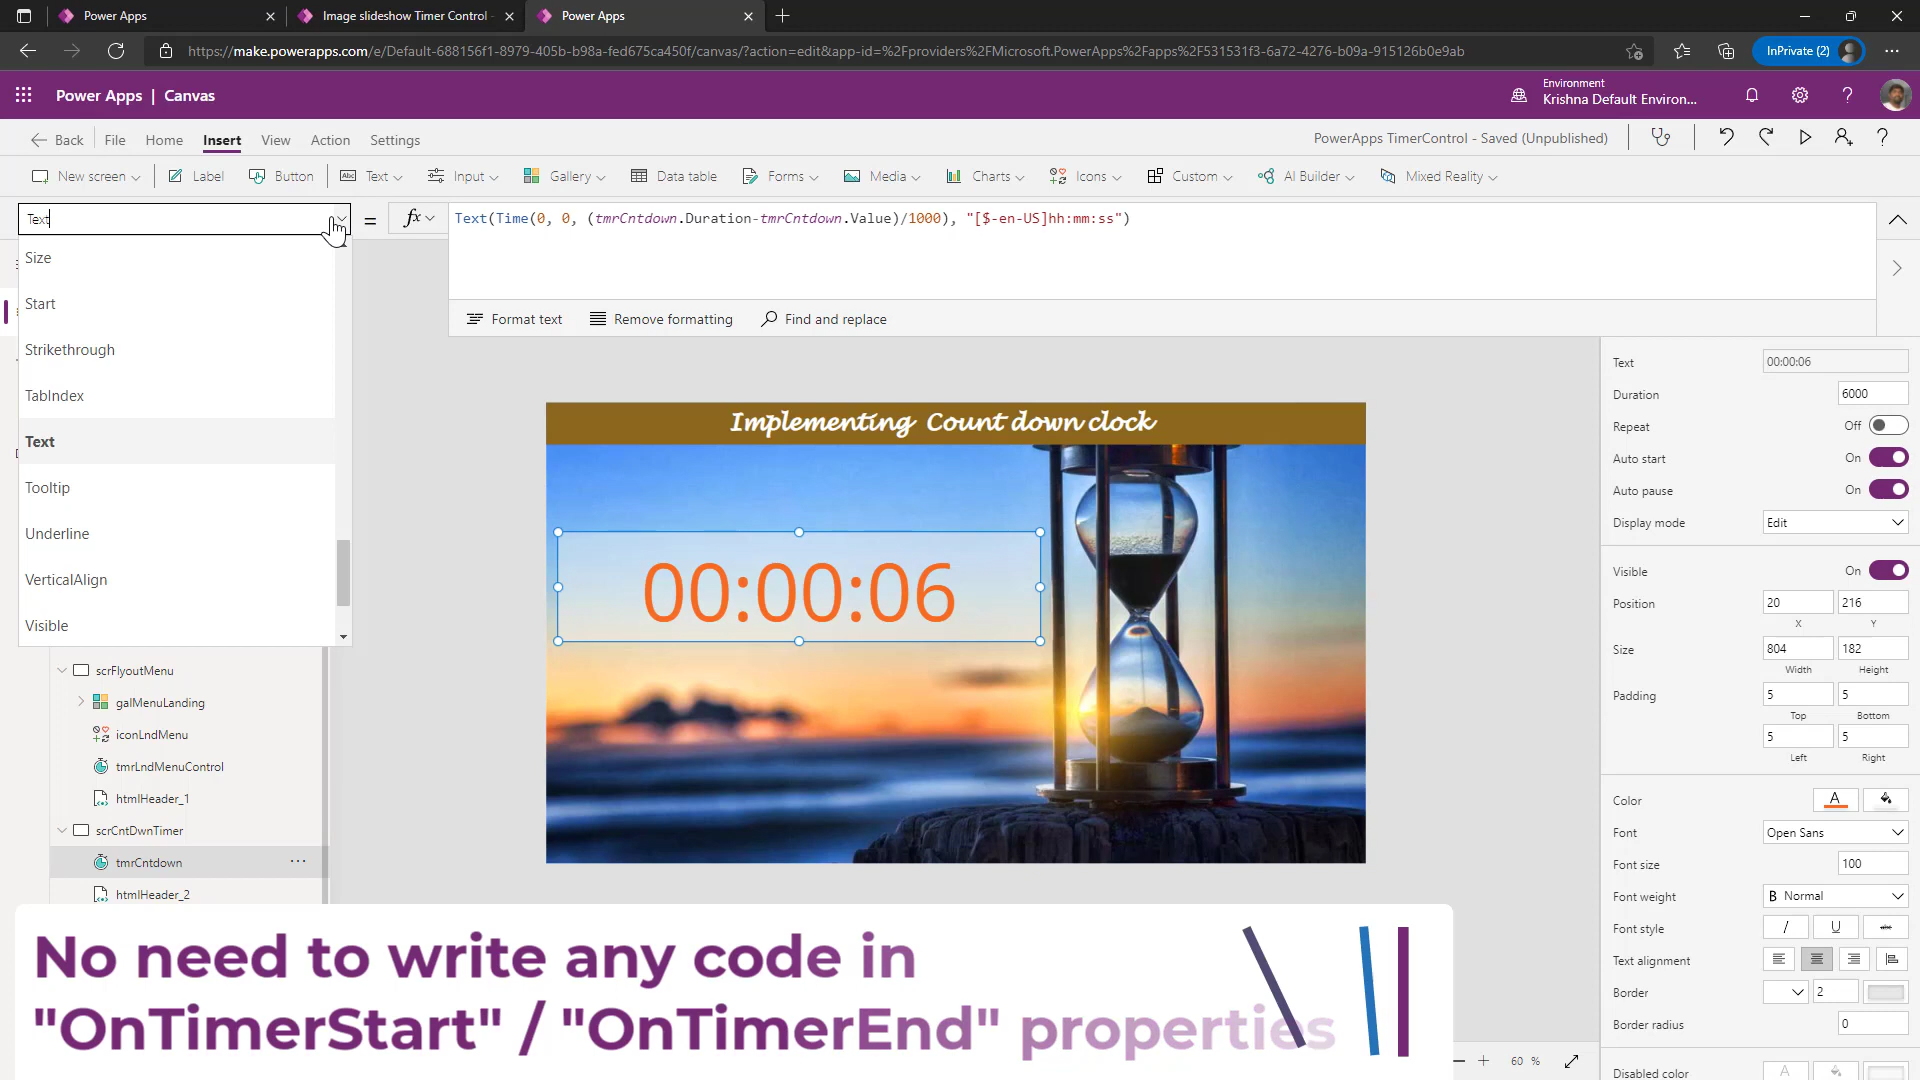 Power Apps
Image slideshow Timer Control -
Power Apps
https://make.powerapps.com/e/Default-688156f1-8979-405b-b98a-fed675ca450f/canvas/?action=edit&app-id=%2Fproviders%2FMicrosoft.PowerApps%2Fapps%2F531531f3-6a72-4276-b09a-915126b0e9ab
InPrivate (2)
Power Apps | Canvas
Environment
Krishna Default Environ...
Back
File
Home
Insert
View
Action
Settings
PowerApps TimerControl - Saved (Unpublished)
New screen
Label
Button
Text
Input
Gallery
Data table
Forms
Media
Charts
Icons
Custom
AI Builder
Mixed Reality
Text
=
fx
Text(Time(0, 0, (tmrCntdown.Duration-tmrCntdown.Value)/1000), "[$-en-US]hh:mm:ss")
Format text
Remove formatting
Find and replace
Size
Start
Strikethrough
TabIndex
Text
Tooltip
Underline
VerticalAlign
Visible
scrFlyoutMenu
galMenuLanding
iconLndMenu
tmrLndMenuControl
htmlHeader_1
scrCntDwnTimer
tmrCntdown
htmlHeader_2
Implementing Count down clock
00:00:06
Text
00:00:06
Duration
6000
Repeat
Off
Auto start
On
Auto pause
On
Display mode
Edit
Visible
On
Position
20
216
X
Y
Size
804
182
Width
Height
Padding
5
5
Top
Bottom
5
5
Left
Right
Color
Font
Open Sans
Font size
100
Font weight
B Normal
Font style
Text alignment
Border
2
Border radius
0
Disabled color
No need to write any code in
"OnTimerStart" / "OnTimerEnd" properties
60 %